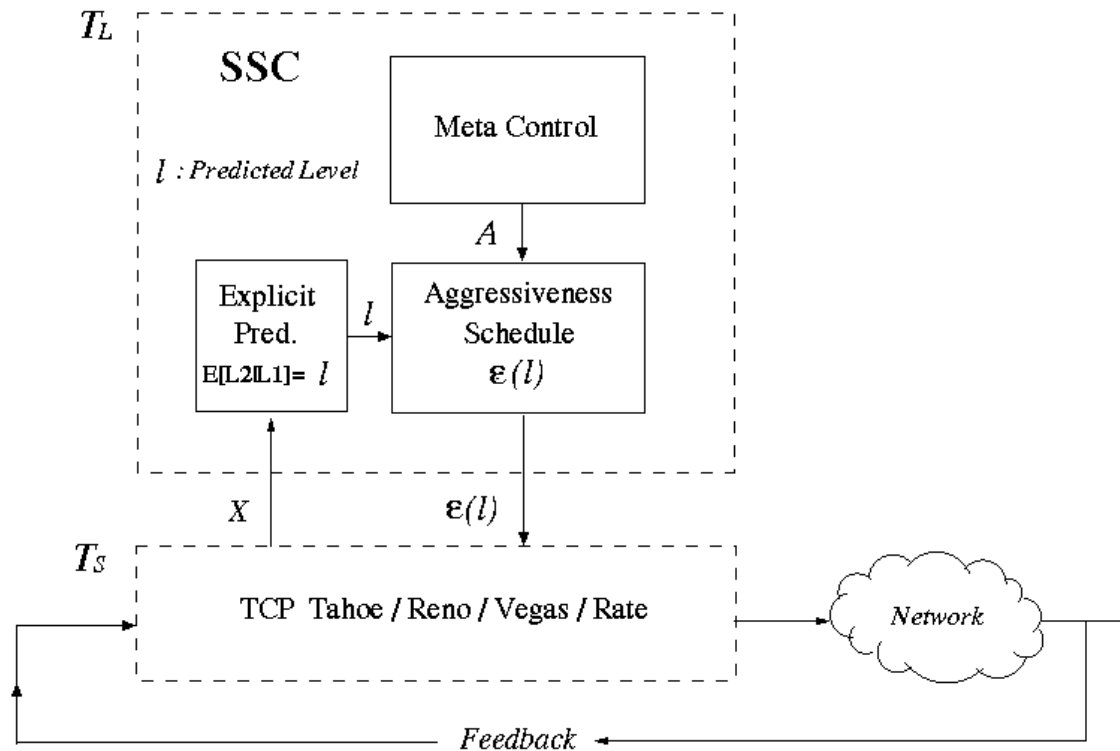 T_L
SSC
Meta Control
l : Predicted Level
A
Explicit
Pred.
E[L2|L1]= l
l
Aggressiveness
Schedule
ε(l)
X
ε(l)
T_S
TCP Tahoe / Reno / Vegas / Rate
Network
Feedback